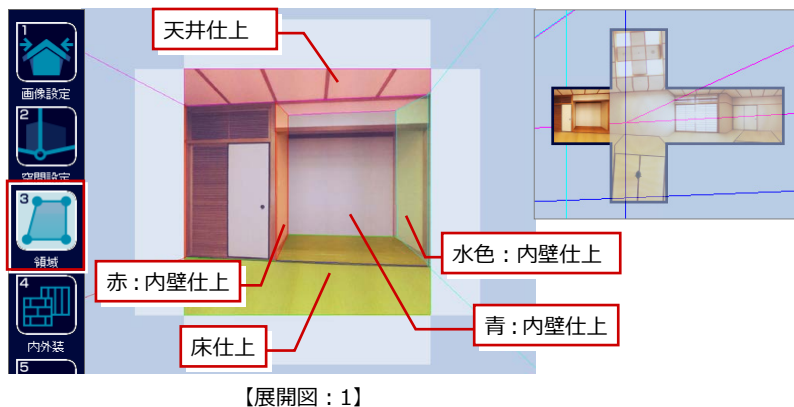 天井仕上
1
画像設定
2
空間設定
3
領域
水色：内壁仕上
赤：内壁仕上
4
青：内壁仕上
床仕上
内外装
5
【展開図：1】